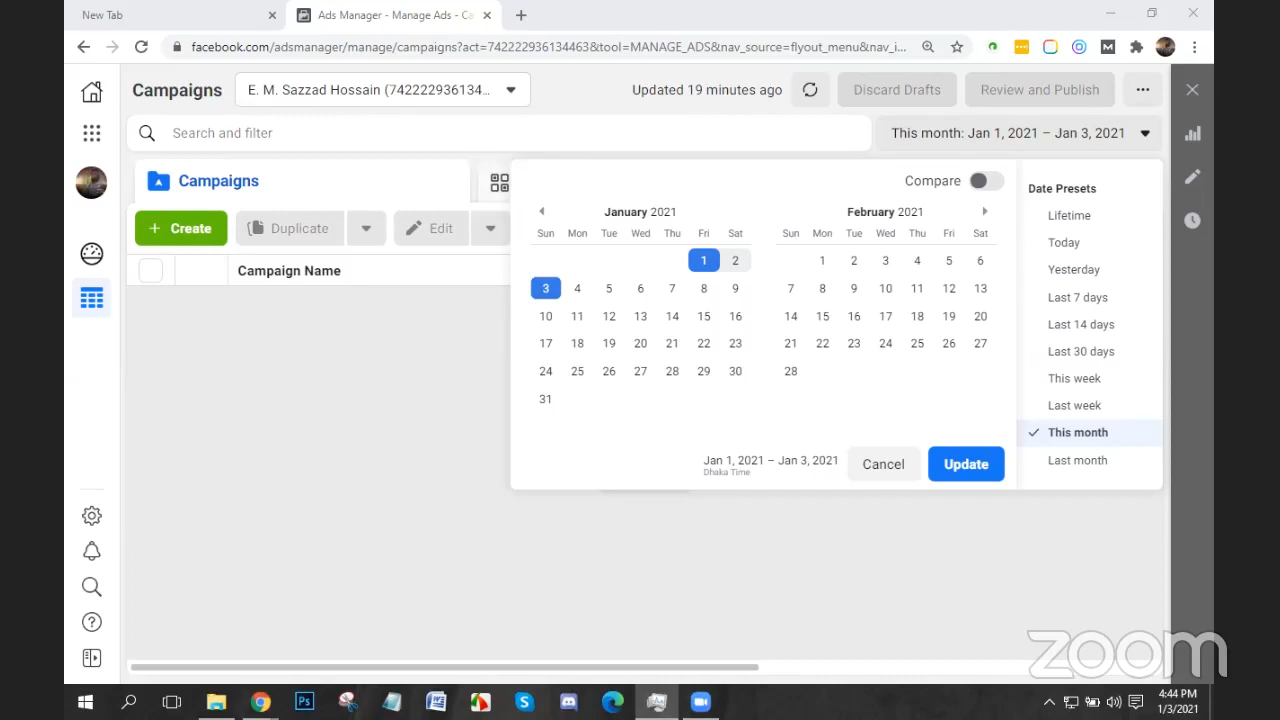 New Tab
Ads Manager - Manage Ads - Ca
facebook.com/adsmanager/manage/campaigns?act=742222936134463&tool=MANAGE_ADS&nav_source=flyout_menu&nav_i...
Campaigns
E. M. Sazzad Hossain (742222936134...
Updated 19 minutes ago
Discard Drafts
Review and Publish
Search and filter
This month: Jan 1, 2021 – Jan 3, 2021
Campaigns
Create
Duplicate
Edit
Campaign Name
Compare
January 2021
Sun Mon Tue Wed Thu Fri Sat
1 2
3 4 5 6 7 8 9
10 11 12 13 14 15 16
17 18 19 20 21 22 23
24 25 26 27 28 29 30
31
February 2021
Sun Mon Tue Wed Thu Fri Sat
1 2 3 4 5 6
7 8 9 10 11 12 13
14 15 16 17 18 19 20
21 22 23 24 25 26 27
28
Jan 1, 2021 – Jan 3, 2021
Dhaka Time
Cancel
Update
Date Presets
Lifetime
Today
Yesterday
Last 7 days
Last 14 days
Last 30 days
This week
Last week
This month
Last month
zoom
4:44 PM
1/3/2021